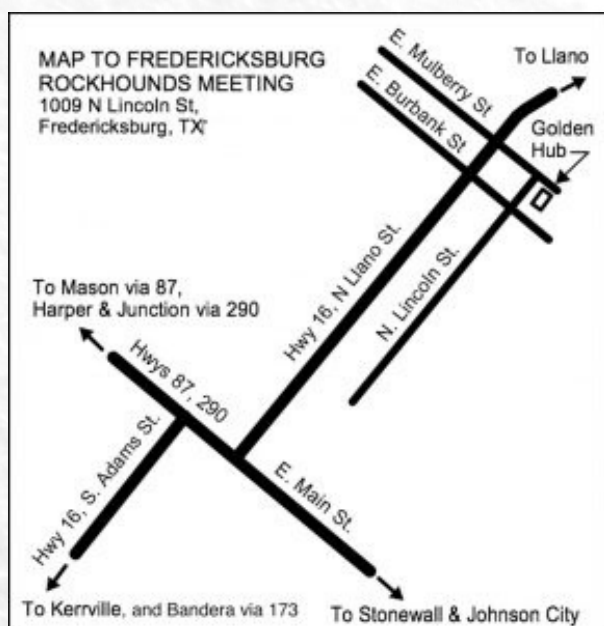 MAP TO FREDERICKSBURG
ROCKHOUNDS MEETING
1009 N Lincoln St,
Fredericksburg, TX
E. Mulberry St
To Llano
E. Burbank St
Golden
Hub
Hwy 16, N Llano St.
N. Lincoln St.
To Mason via 87,
Harper & Junction via 290
Hwys 87, 290
Hwy 16, S. Adams St.
E. Main St.
To Kerrville, and Bandera via 173
To Stonewall & Johnson City